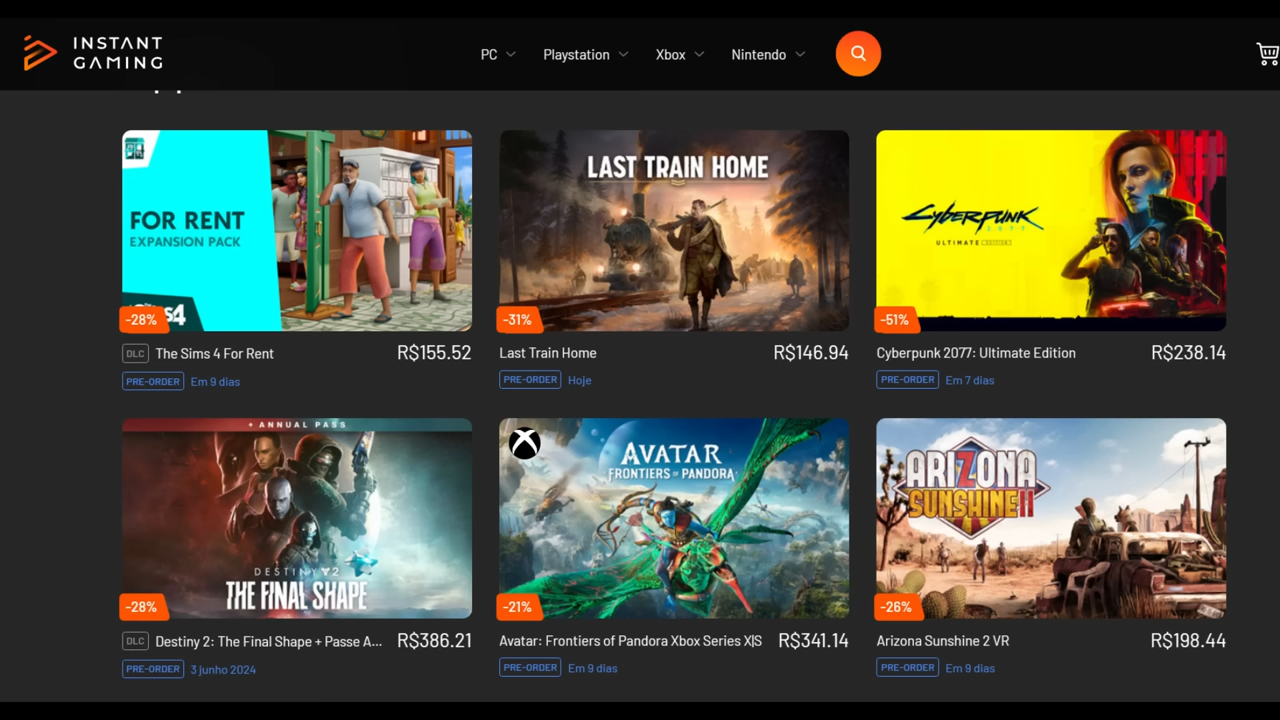 INSTANT
GAMING
PC
Playstation
Xbox
Nintendo
FOR RENT
EXPANSION PACK
-28%
DLC The Sims 4 For Rent R$155.52
PRE-ORDER Em 9 dias
LAST TRAIN HOME
-31%
Last Train Home R$146.94
PRE-ORDER Hoje
Cyberpunk
2077
ULTIMATE EDITION
-51%
Cyberpunk 2077: Ultimate Edition R$238.14
PRE-ORDER Em 7 dias
+ ANNUAL PASS
DESTINY 2
THE FINAL SHAPE
-28%
DLC Destiny 2: The Final Shape + Passe A... R$386.21
PRE-ORDER 3 junho 2024
AVATAR
FRONTIERS OF PANDORA
-21%
Avatar: Frontiers of Pandora Xbox Series X|S R$341.14
PRE-ORDER Em 9 dias
ARIZONA
SUNSHINE II
-26%
Arizona Sunshine 2 VR R$198.44
PRE-ORDER Em 9 dias